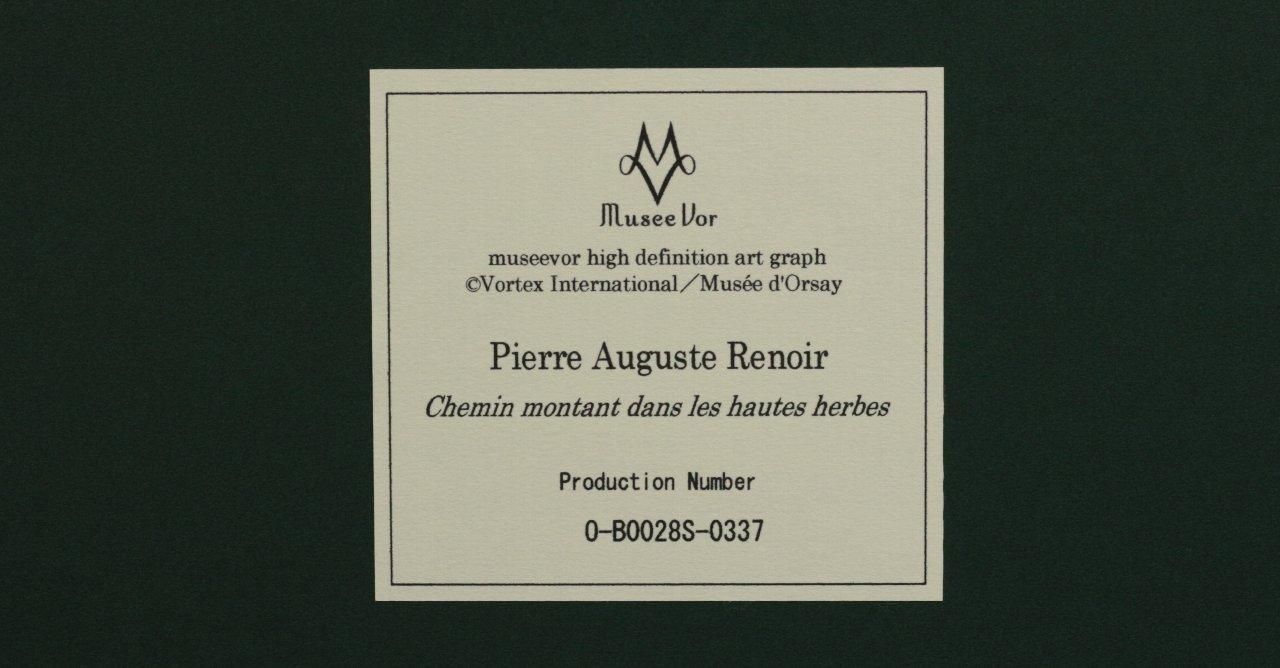 Musee Vor
museevor high definition art graph
©Vortex International／Musée d'Orsay
Pierre Auguste Renoir
Chemin montant dans les hautes herbes
Production Number
O-B0028S-0337